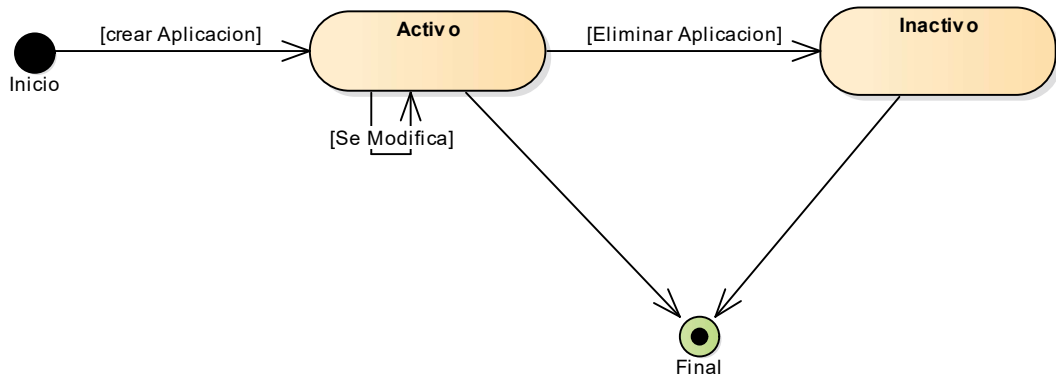 [crear Aplicacion]
Activo
[Eliminar Aplicacion]
Inactivo
Inicio
[Se Modifica]
Final